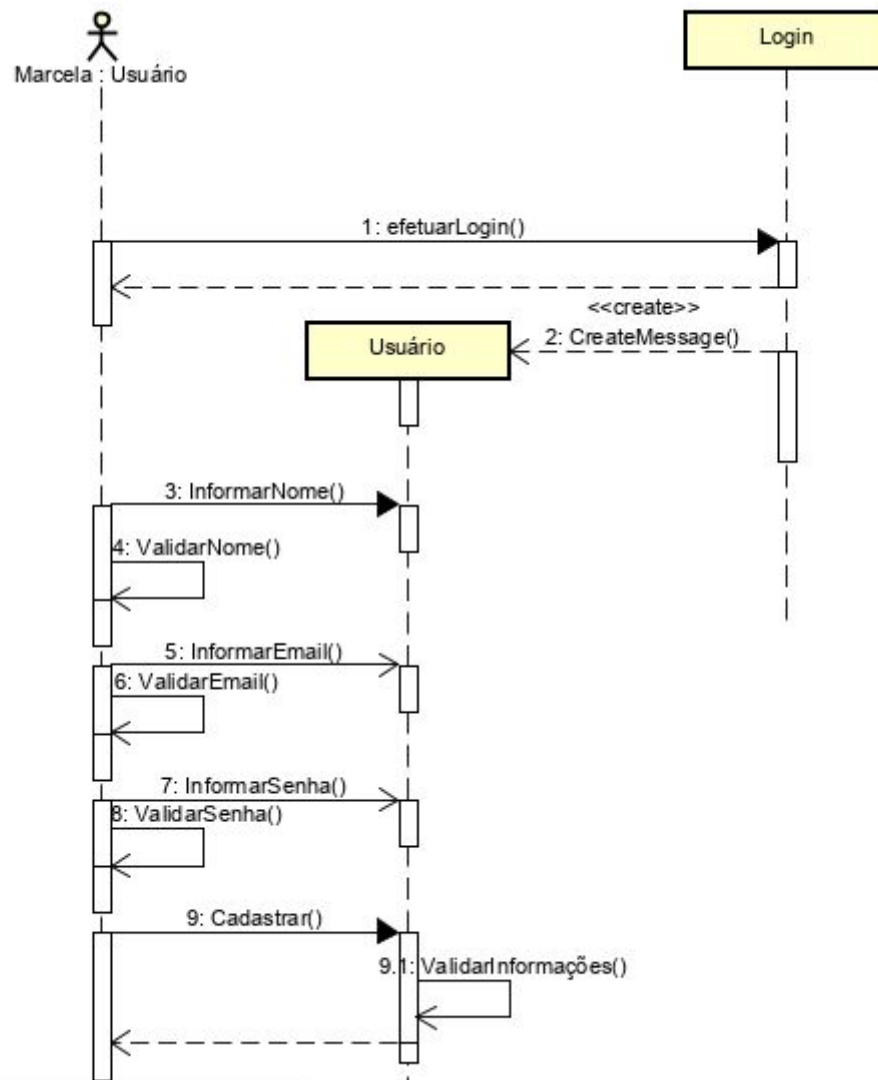 Login
Marcela : Usuário
1: efetuarLogin()
<<create>>
2: CreateMessage()
Usuário
3: InformarNome()
4: ValidarNome()
5: InformarEmail()
6: ValidarEmail()
7: InformarSenha()
8: ValidarSenha()
9: Cadastrar()
9.1: ValidarInformações()